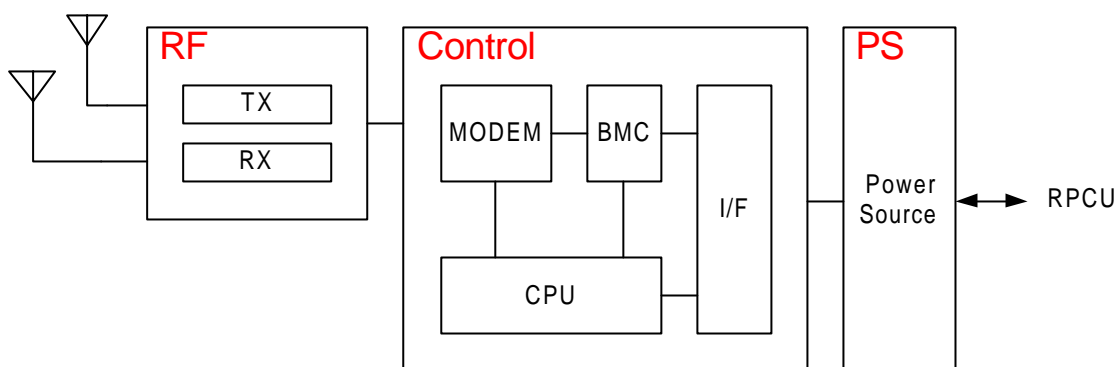 RF
TX
RX
Control
MODEM
BMC
I/F
CPU
PS
Power
Source
RPCU